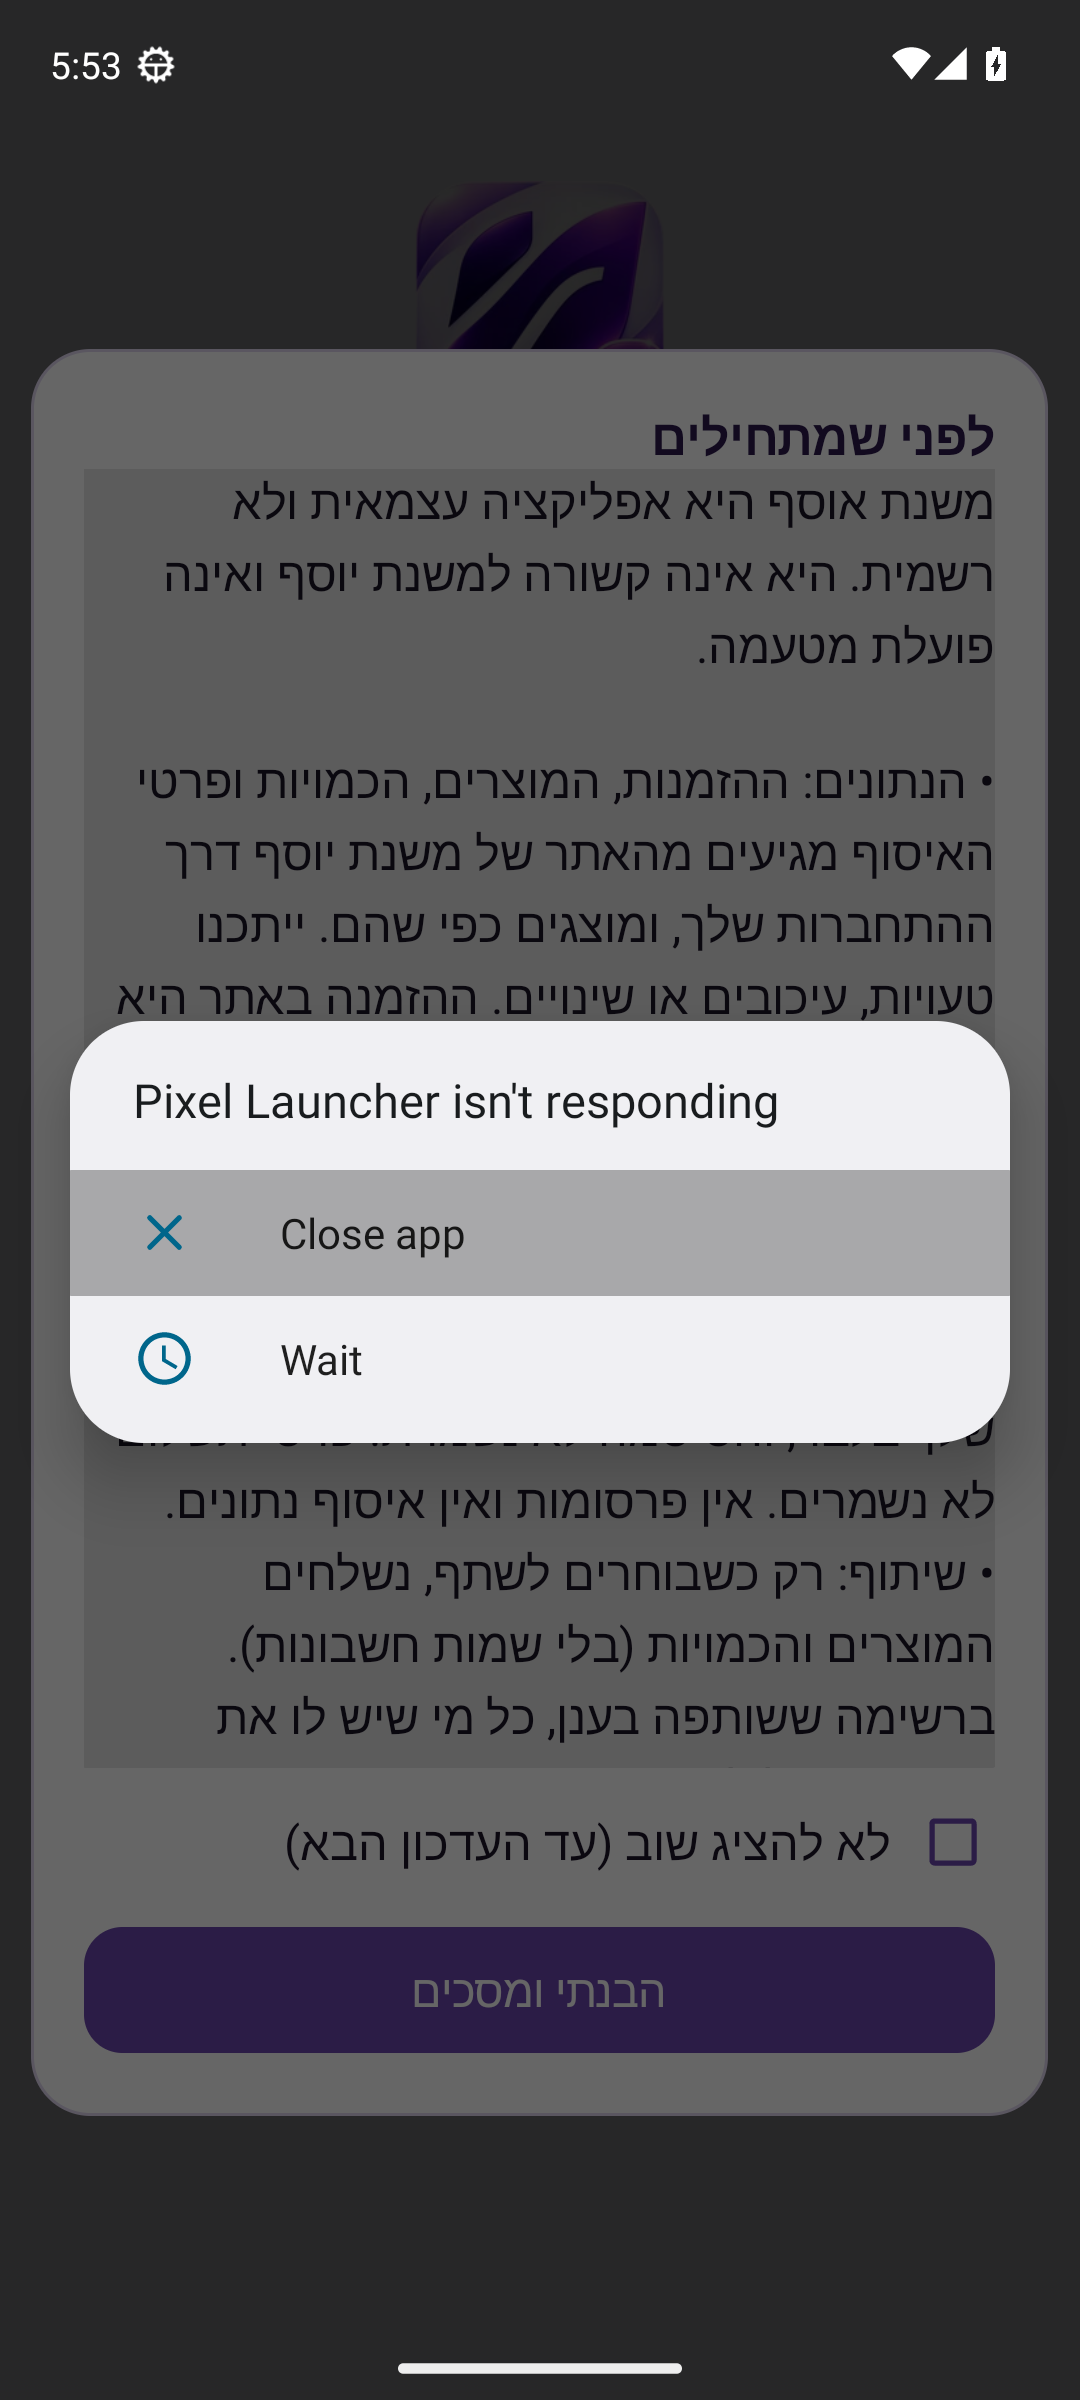 5:53
לפני שמתחילים
משנת אוסף היא אפליקציה עצמאית ולא
רשמית. היא אינה קשורה למשנת יוסף ואינה
פועלת מטעמה.
• הנתונים: ההזמנות, המוצרים, הכמויות ופרטי
האיסוף מגיעים מהאתר של משנת יוסף דרך
ההתחברות שלך, ומוצגים כפי שהם. ייתכנו
טעויות, עיכובים או שינויים. ההזמנה באתר היא
Pixel Launcher isn't responding
Close app
Wait
לא נשמרים. אין פרסומות ואין איסוף נתונים.
• שיתוף: רק כשבוחרים לשתף, נשלחים
המוצרים והכמויות (בלי שמות חשבונות).
ברשימה ששותפה בענן, כל מי שיש לו את
לא להציג שוב (עד העדכון הבא)
הבנתי ומסכים